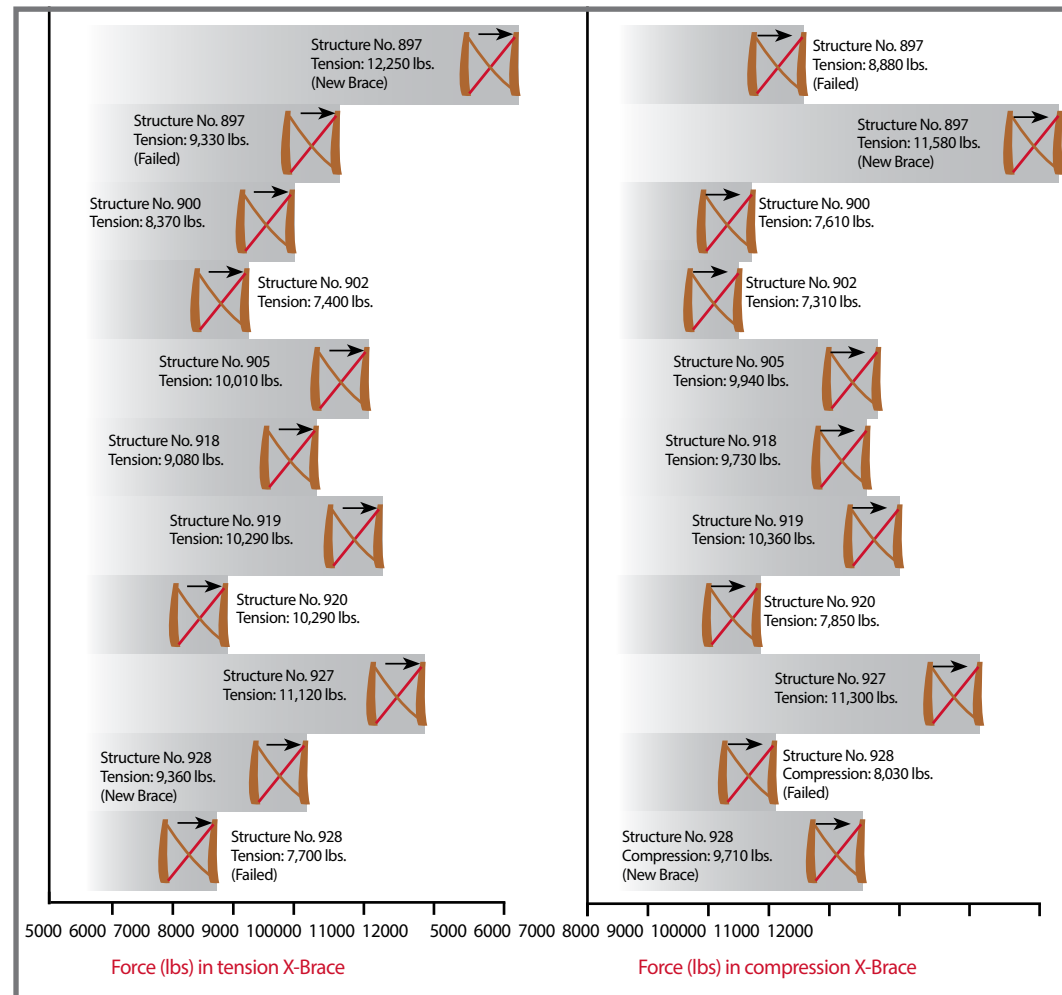 Structure No. 897
Tension: 12,250 lbs.
(New Brace)
Structure No. 897
Tension: 9,330 lbs.
(Failed)
Structure No. 900
Tension: 8,370 lbs.
Structure No. 902
Tension: 7,400 lbs.
Structure No. 905
Tension: 10,010 lbs.
Structure No. 918
Tension: 9,080 lbs.
Structure No. 919
Tension: 10,290 lbs.
Structure No. 920
Tension: 10,290 lbs.
Structure No. 927
Tension: 11,120 lbs.
Structure No. 928
Tension: 9,360 lbs.
(New Brace)
Structure No. 928
Tension: 7,700 lbs.
(Failed)
Structure No. 897
Tension: 8,880 lbs.
(Failed)
Structure No. 897
Tension: 11,580 lbs.
(New Brace)
Structure No. 900
Tension: 7,610 lbs.
Structure No. 902
Tension: 7,310 lbs.
Structure No. 905
Tension: 9,940 lbs.
Structure No. 918
Tension: 9,730 lbs.
Structure No. 919
Tension: 10,360 lbs.
Structure No. 920
Tension: 7,850 lbs.
Structure No. 927
Tension: 11,300 lbs.
Structure No. 928
Compression: 8,030 lbs.
(Failed)
Structure No. 928
Compression: 9,710 lbs.
(New Brace)
5000 6000 7000 8000 9000 10000 11000 12000 5000 6000 7000 8000 9000 100000 11000 12000
Force (lbs) in tension X-Brace
Force (lbs) in compression X-Brace